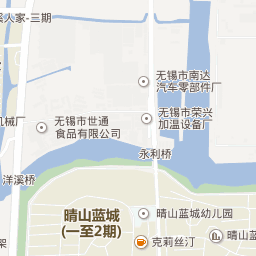 溪人家-三期
无锡市南达
汽车零部件厂
无锡市荣兴
加温设备厂
无锡市世通
食品有限公司
机械厂
永利桥
洋溪桥
晴山蓝城
(一至2期)
晴山蓝城幼儿园
晴山蓝
克莉丝汀
架